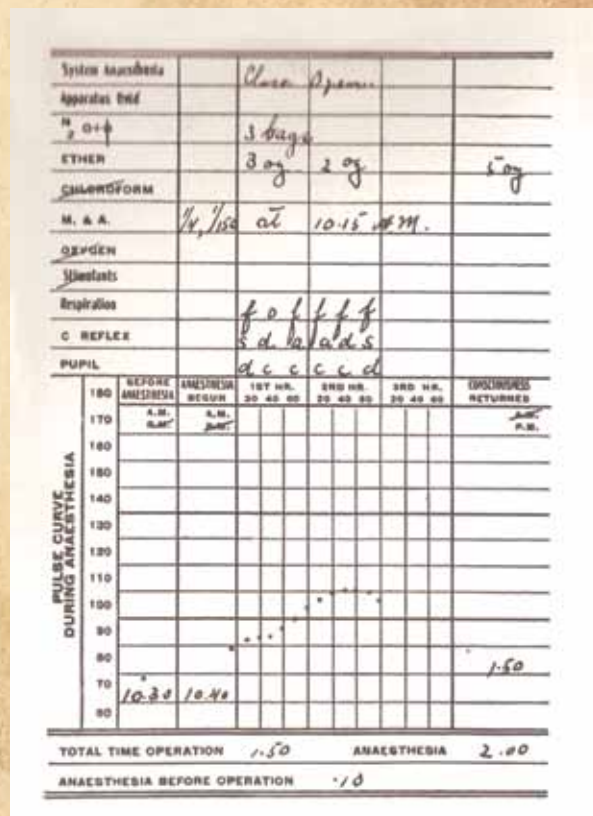 System Anaesthesia Close Open
Apparatus Used
N2O+ϕ 3 bags
ETHER 3 oz 2 oz 5 oz
CHLOROFORM
M. & A. 1/4, 1/150 at 10.15 A.M.
OXYGEN
Stimulants
Respiration f o f f f f
C REFLEX s d. a a d s
PUPIL d c c c c d
BEFORE ANAESTHESIA ANAESTHESIA BEGUN 1ST HR. 2ND HR. 3RD HR. CONSCIOUSNESS RETURNED
180 20 40 60 20 40 60 20 40 60
170 A.M. P.M. A.M. P.M. A.M. P.M.
160
150
140
130
120
110
100
90
80
70 10.30 10.40 1.50
60
PULSE CURVE DURING ANAESTHESIA
TOTAL TIME OPERATION 1.50 ANAESTHESIA 2.00
ANAESTHESIA BEFORE OPERATION .10